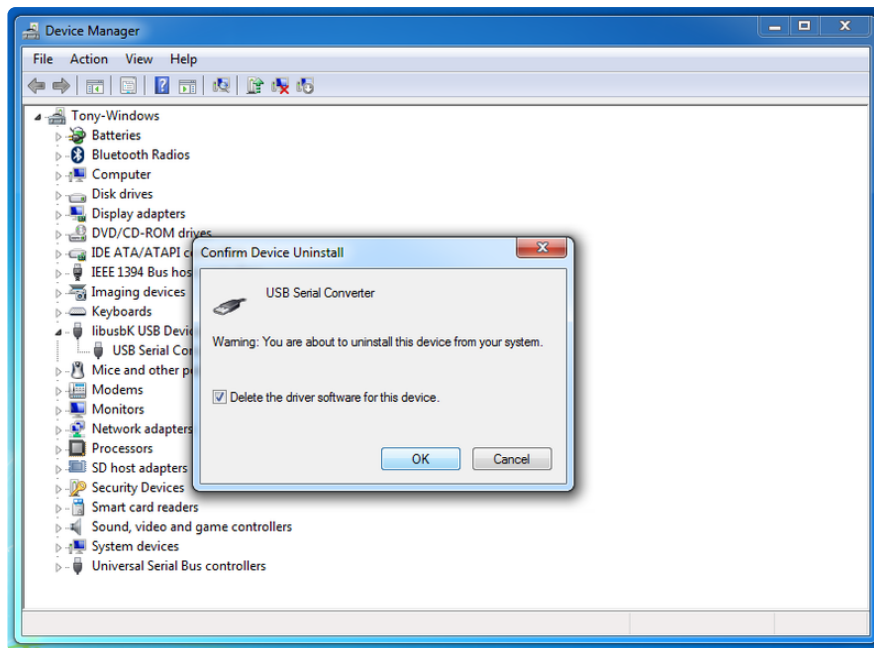 Device Manager
File Action View Help
Tony-Windows
Batteries
Bluetooth Radios
Computer
Disk drives
Display adapters
DVD/CD-ROM drives
IDE ATA/ATAPI c
IEEE 1394 Bus hos
Imaging devices
Keyboards
libusbK USB Devic
USB Serial Cor
Mice and other p
Modems
Monitors
Network adapters
Processors
SD host adapters
Security Devices
Smart card readers
Sound, video and game controllers
System devices
Universal Serial Bus controllers
Confirm Device Uninstall
USB Serial Converter
Warning: You are about to uninstall this device from your system.
Delete the driver software for this device.
OK Cancel